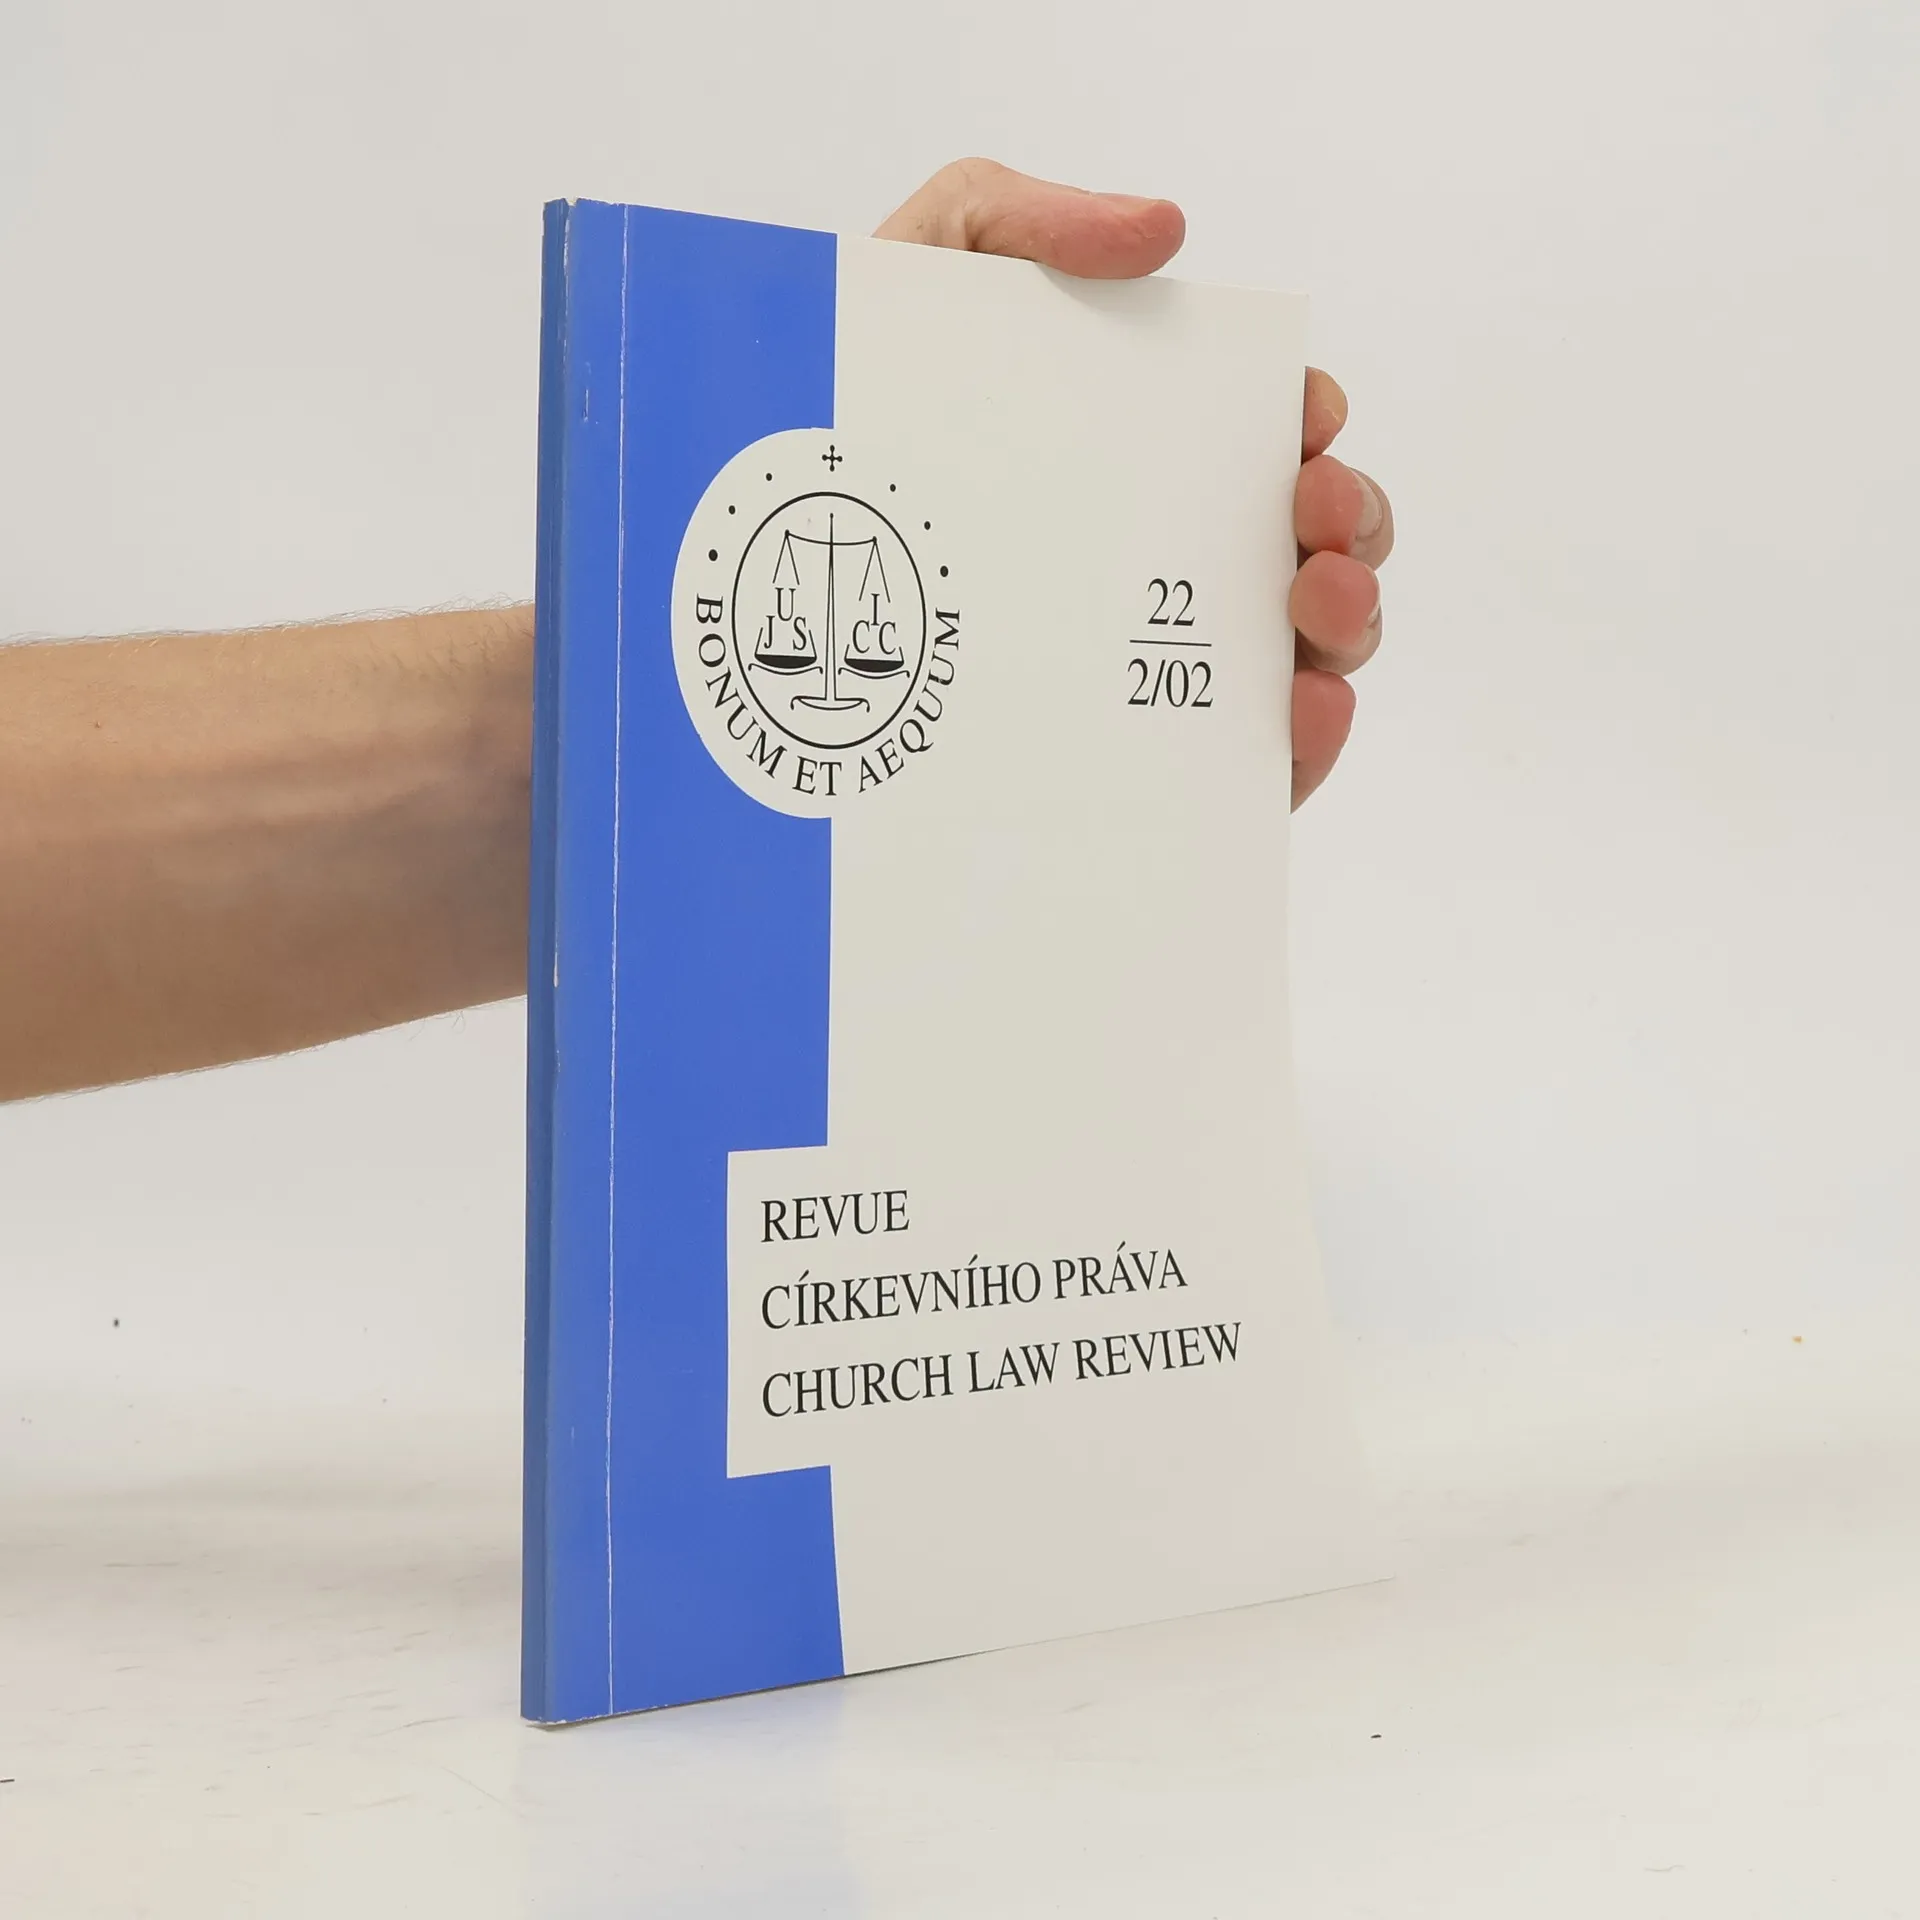 JUS
ICC
BONUM ET AEQUUM
22
2/02
REVUE
CÍRKEVNÍHO PRÁVA
CHURCH LAW REVIEW